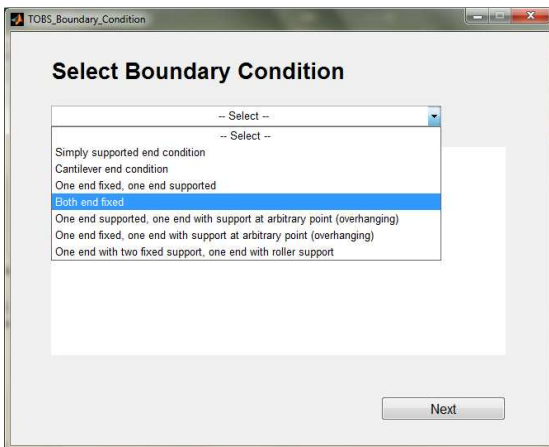 TOBS_Boundary_Condition
Select Boundary Condition
-- Select --
-- Select --
Simply supported end condition
Cantilever end condition
One end fixed, one end supported
Both end fixed
One end supported, one end with support at arbitrary point (overhanging)
One end fixed, one end with support at arbitrary point (overhanging)
One end with two fixed support, one end with roller support
Next